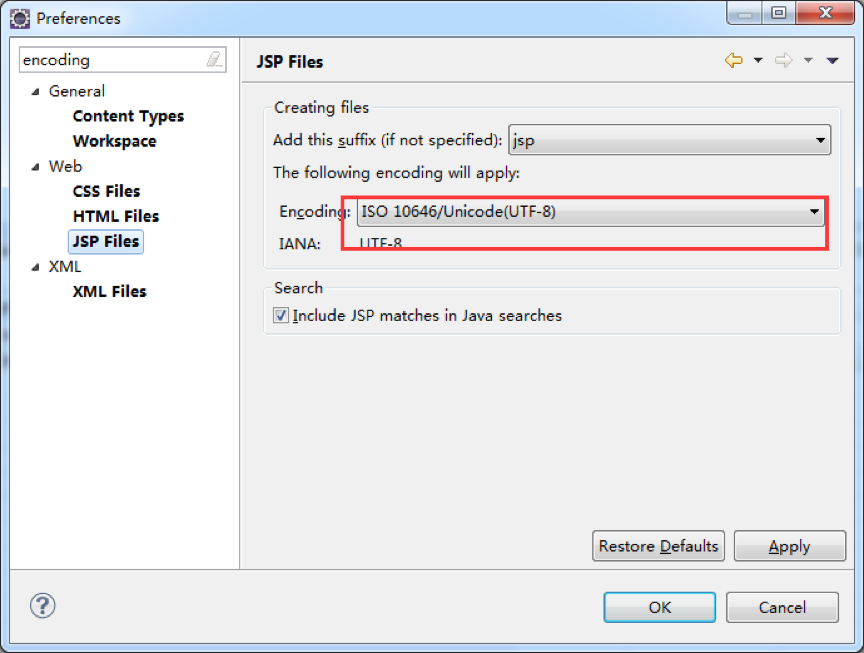 Preferences
encoding
General
Content Types
Workspace
Web
CSS Files
HTML Files
JSP Files
XML
XML Files
JSP Files
Creating files
Add this suffix (if not specified): jsp
The following encoding will apply:
Encoding: ISO 10646/Unicode(UTF-8)
IANA: UTF-8
Search
Include JSP matches in Java searches
Restore Defaults Apply
? OK Cancel